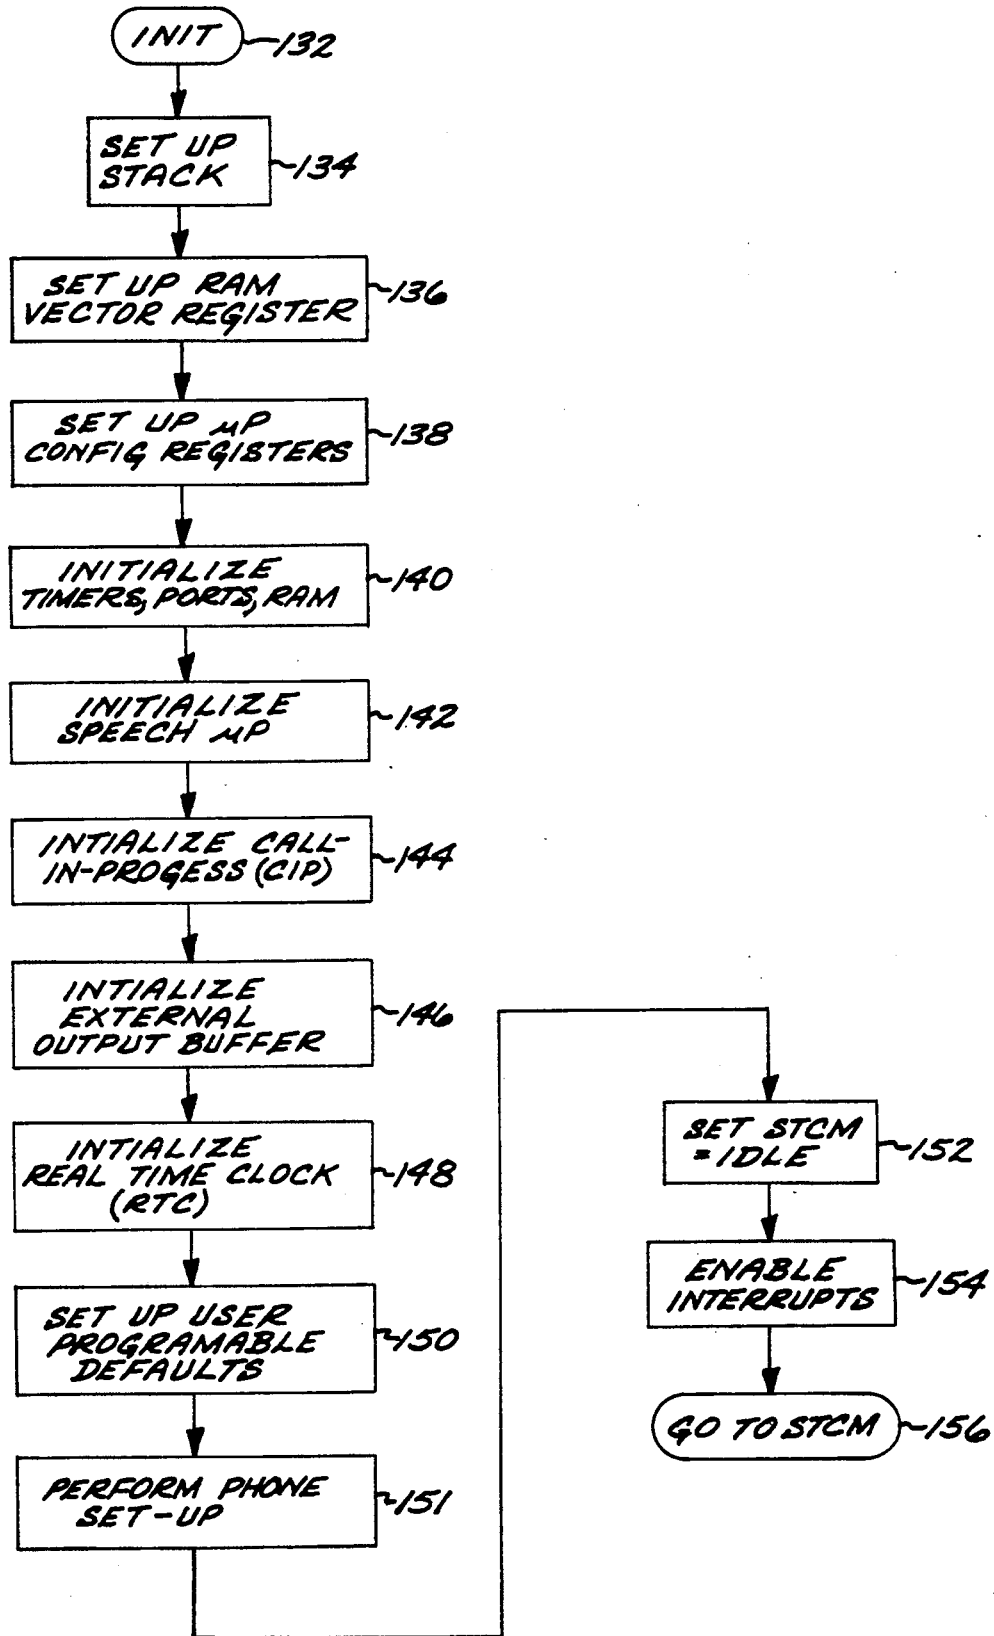 INIT
132
SET UP
STACK
134
SET UP RAM
VECTOR REGISTER
136
SET UP μP
CONFIG REGISTERS
138
INITIALIZE
TIMERS, PORTS, RAM
140
INITIALIZE
SPEECH μP
142
INTIALIZE CALL-
IN-PROGESS (CIP)
144
INTIALIZE
EXTERNAL
OUTPUT BUFFER
146
INTIALIZE
REAL TIME CLOCK
(RTC)
148
SET UP USER
PROGRAMABLE
DEFAULTS
150
PERFORM PHONE
SET-UP
151
SET STCM
= IDLE
152
ENABLE
INTERRUPTS
154
GO TO STCM
156